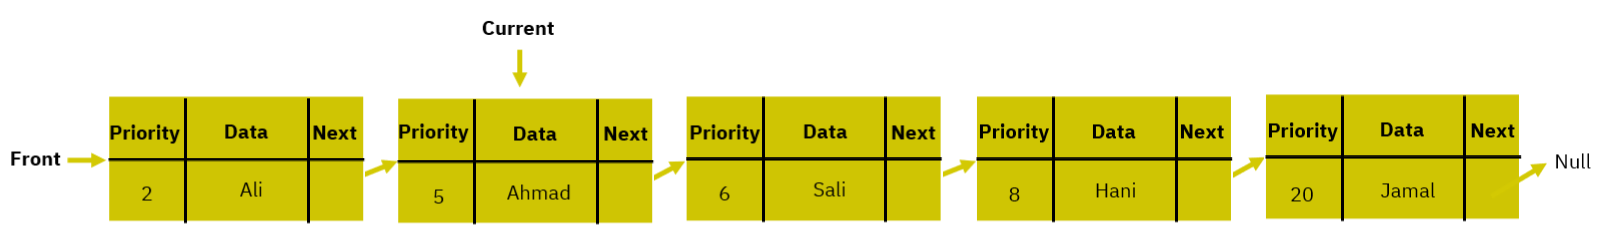 Current
Front
Priority Data Next
2 Ali
Priority Data Next
5 Ahmad
Priority Data Next
6 Sali
Priority Data Next
8 Hani
Priority Data Next
20 Jamal
Null